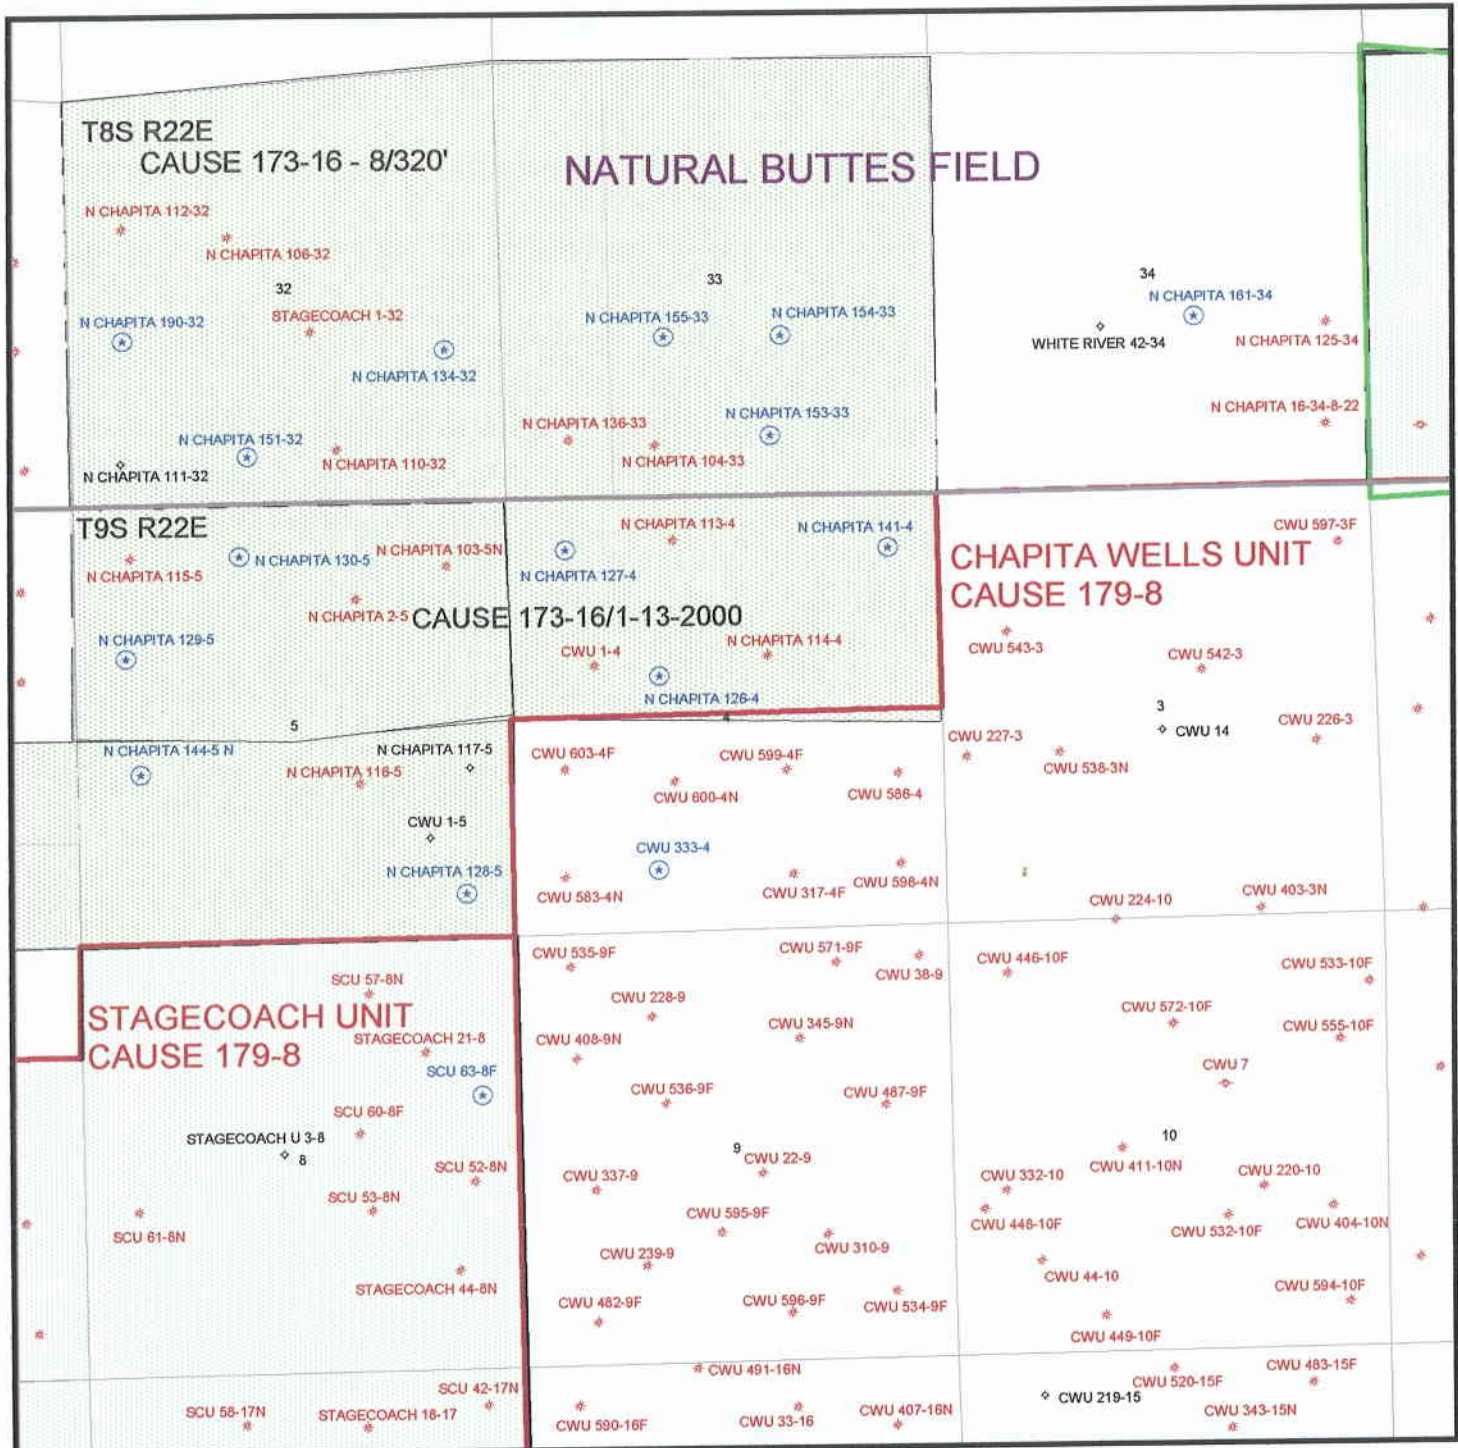 T8S R22E
CAUSE 173-16 - 8/320'
NATURAL BUTTES FIELD
N CHAPITA 112-32
N CHAPITA 106-32
32
33
34
N CHAPITA 190-32
STAGECOACH 1-32
N CHAPITA 134-32
N CHAPITA 155-33
N CHAPITA 154-33
N CHAPITA 161-34
WHITE RIVER 42-34
N CHAPITA 125-34
N CHAPITA 151-32
N CHAPITA 110-32
N CHAPITA 111-32
N CHAPITA 136-33
N CHAPITA 104-33
N CHAPITA 153-33
N CHAPITA 16-34-8-22
T9S R22E
N CHAPITA 115-5
N CHAPITA 130-5
N CHAPITA 103-5N
N CHAPITA 2-5
N CHAPITA 113-4
N CHAPITA 127-4
N CHAPITA 141-4
CHAPITA WELLS UNIT
CAUSE 179-8
CWU 597-3F
CAUSE 173-16/1-13-2000
N CHAPITA 129-5
CWU 1-4
N CHAPITA 114-4
N CHAPITA 126-4
CWU 543-3
CWU 542-3
5
4
3
CWU 14
CWU 226-3
CWU 227-3
CWU 538-3N
N CHAPITA 144-5 N
N CHAPITA 116-5
N CHAPITA 117-5
CWU 603-4F
CWU 599-4F
CWU 600-4N
CWU 586-4
CWU 1-5
N CHAPITA 128-5
CWU 333-4
CWU 583-4N
CWU 317-4F
CWU 598-4N
CWU 224-10
CWU 403-3N
CWU 535-9F
CWU 571-9F
CWU 38-9
CWU 446-10F
CWU 533-10F
SCU 57-8N
STAGECOACH UNIT
CAUSE 179-8
STAGECOACH 21-8
SCU 63-8F
CWU 228-9
CWU 408-9N
CWU 345-9N
CWU 572-10F
CWU 555-10F
CWU 7
SCU 60-8F
CWU 536-9F
CWU 487-9F
STAGECOACH U 3-8
8
SCU 52-8N
9
CWU 22-9
10
CWU 411-10N
CWU 337-9
CWU 332-10
CWU 220-10
SCU 53-8N
SCU 61-8N
CWU 595-9F
CWU 310-9
CWU 448-10F
CWU 532-10F
CWU 404-10N
CWU 239-9
CWU 44-10
STAGECOACH 44-8N
CWU 482-9F
CWU 596-9F
CWU 534-9F
CWU 594-10F
CWU 449-10F
CWU 491-16N
CWU 520-15F
CWU 483-15F
SCU 42-17N
CWU 219-15
SCU 58-17N
STAGECOACH 18-17
CWU 590-16F
CWU 33-16
CWU 407-16N
CWU 343-15N